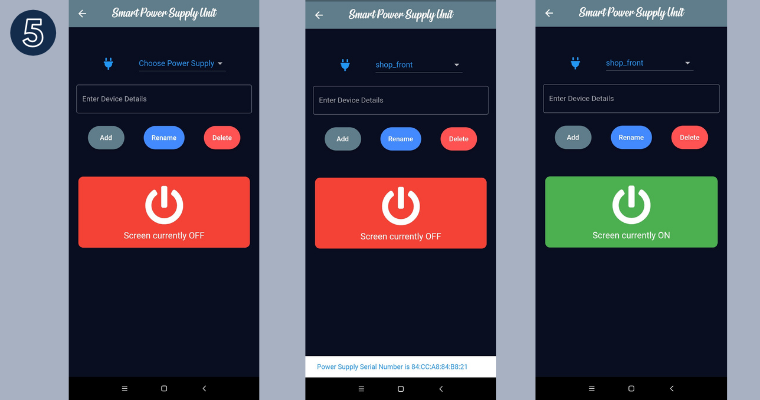 5
Smart Power Supply Unit
Choose Power Supply
Enter Device Details
Add
Rename
Delete
Screen currently OFF
Smart Power Supply Unit
shop_front
Enter Device Details
Add
Rename
Delete
Screen currently OFF
Power Supply Serial Number is 84:CC:A8:84:B8:21
Smart Power Supply Unit
shop_front
Enter Device Details
Add
Rename
Delete
Screen currently ON